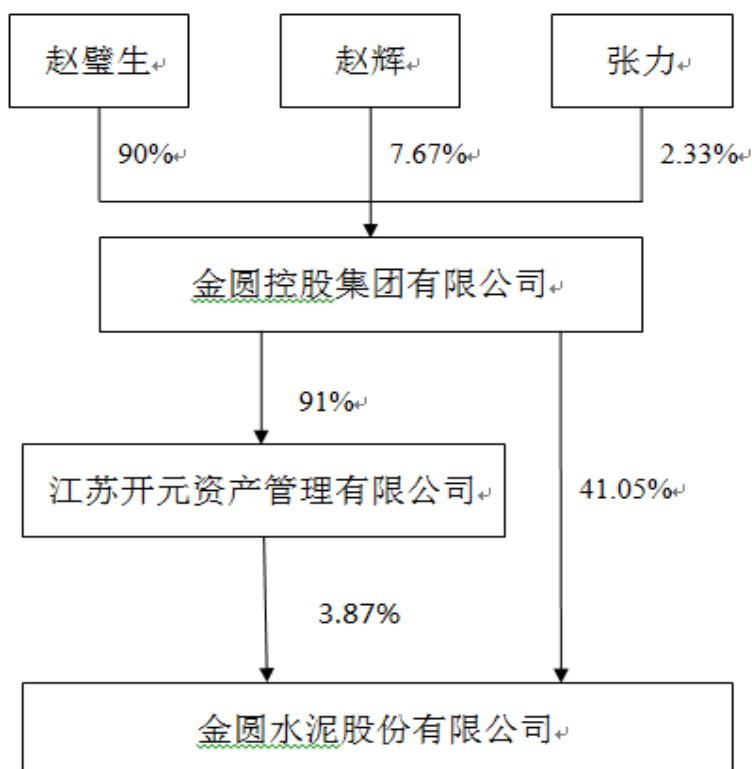 赵璧生
赵辉
张力
90%
7.67%
2.33%
金圆控股集团有限公司
91%
江苏开元资产管理有限公司
41.05%
3.87%
金圆水泥股份有限公司